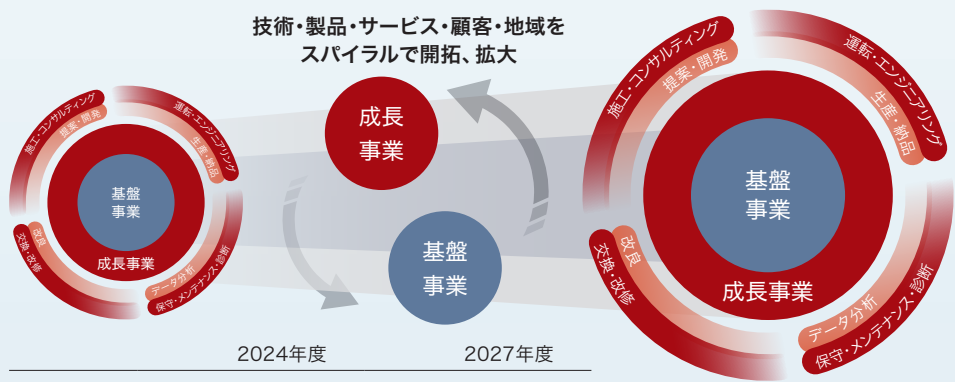 技術・製品・サービス・顧客・地域を
スパイラルで開拓、拡大
施工・コンサルティング
提案・開発
運転・エンジニアリング
生産・納品
基盤
事業
成長事業
改良
交換・改修
データ分析
保守・メンテナンス・診断
成長
事業
基盤
事業
施工・コンサルティング
提案・開発
運転・エンジニアリング
生産・納品
基盤
事業
成長事業
改良
交換・改修
データ分析
保守・メンテナンス・診断
2024年度
2027年度